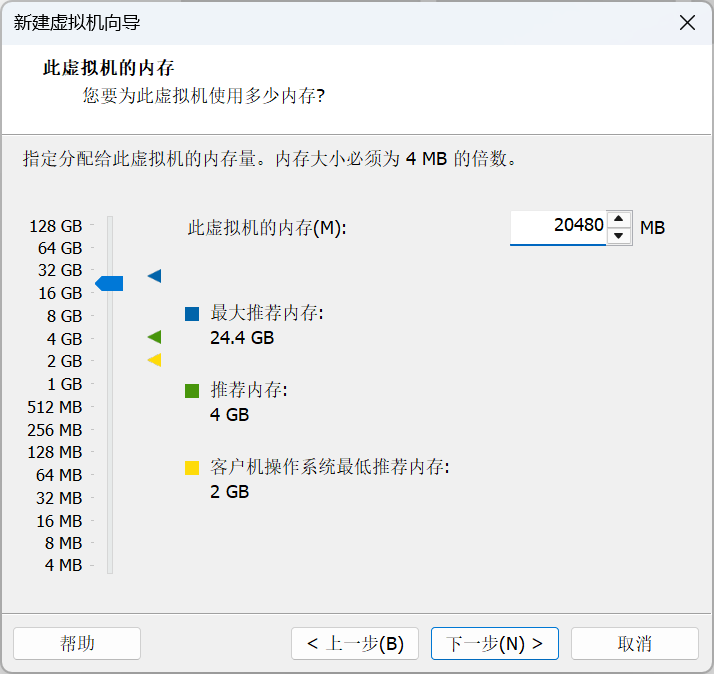 新建虚拟机向导
此虚拟机的内存
您要为此虚拟机使用多少内存?
指定分配给此虚拟机的内存量。内存大小必须为 4 MB 的倍数。
128 GB
64 GB
32 GB
16 GB
8 GB
4 GB
2 GB
1 GB
512 MB
256 MB
128 MB
64 MB
32 MB
16 MB
8 MB
4 MB
此虚拟机的内存(M):
20480 MB
最大推荐内存:
24.4 GB
推荐内存:
4 GB
客户机操作系统最低推荐内存:
2 GB
帮助
< 上一步(B)
下一步(N) >
取消